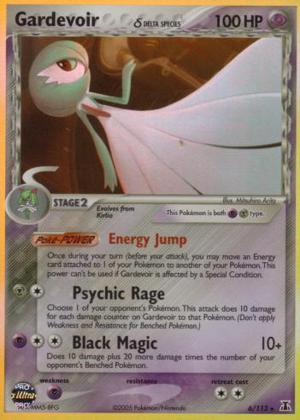 Gardevoir δ DELTA SPECIES 100 HP
Illus. Mitsuhiro Arita
STAGE 2
Evolves from
Kirlia
This Pokémon is both type.
Poké-POWER Energy Jump
Once during your turn (before your attack), you may move an Energy
card attached to 1 of your Pokémon to another of your Pokémon. This
power can't be used if Gardevoir is affected by a Special Condition.
Psychic Rage
Choose 1 of your opponent's Pokémon. This attack does 10 damage
for each damage counter on Gardevoir to that Pokémon. (Don't apply
Weakness and Resistance for Benched Pokémon.)
Black Magic 10+
Does 10 damage plus 20 more damage times the number of your
opponent's Benched Pokémon.
weakness resistance retreat cost
PRO
Ultra
PRO
©2005 Pokémon/Nintendo 6/113 ★